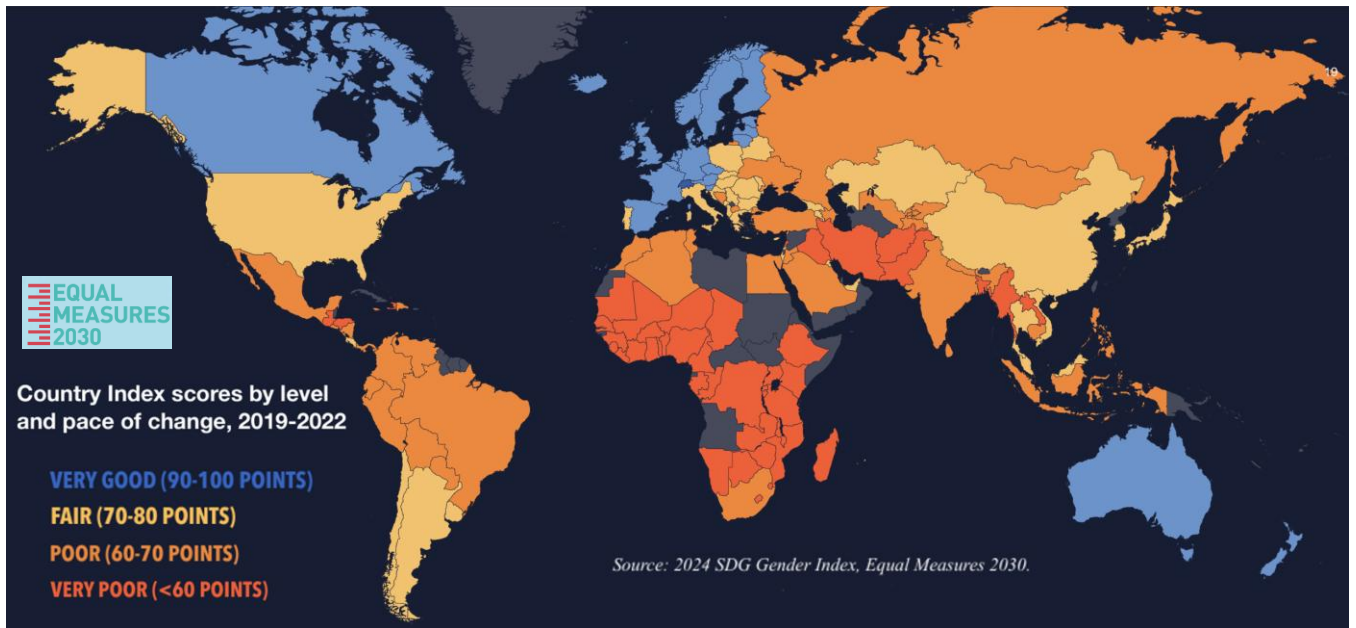 19
EQUAL
MEASURES
2030
Country Index scores by level
and pace of change, 2019-2022
VERY GOOD (90-100 POINTS)
FAIR (70-80 POINTS)
POOR (60-70 POINTS)
VERY POOR (<60 POINTS)
Source: 2024 SDG Gender Index, Equal Measures 2030.